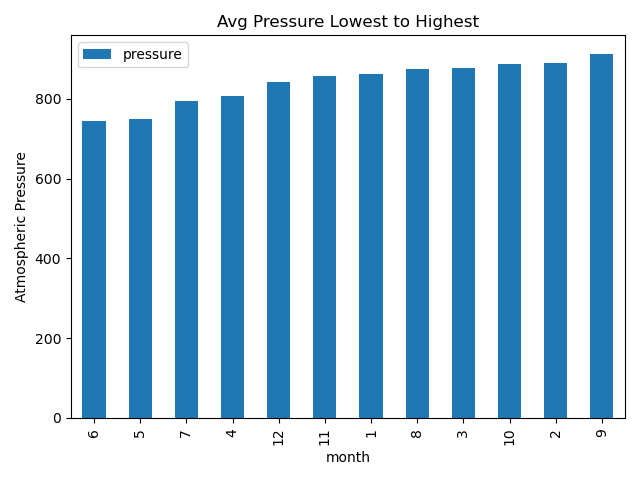 Avg Pressure Lowest to Highest
pressure
Atmospheric Pressure
800
600
400
200
0
6 5 7 4 12 11 1 8 3 10 2 9
month